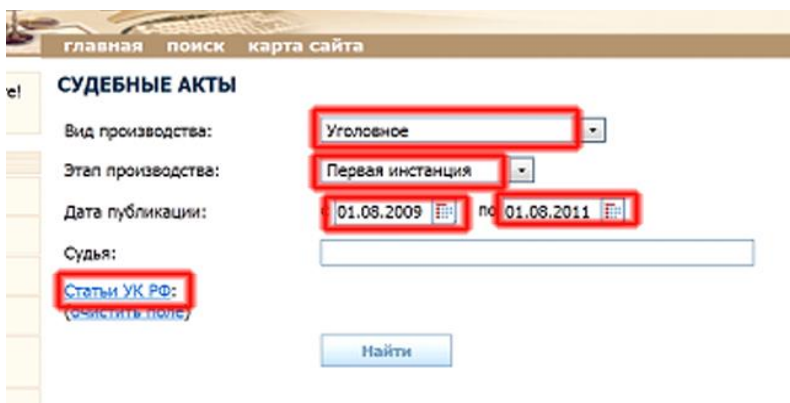 главная поиск карта сайта
ve!
СУДЕБНЫЕ АКТЫ
Вид производства: Уголовное
Этап производства: Первая инстанция
Дата публикации: с 01.08.2009 по 01.08.2011
Судья:
Статьи УК РФ:
(очистить поле)
Найти